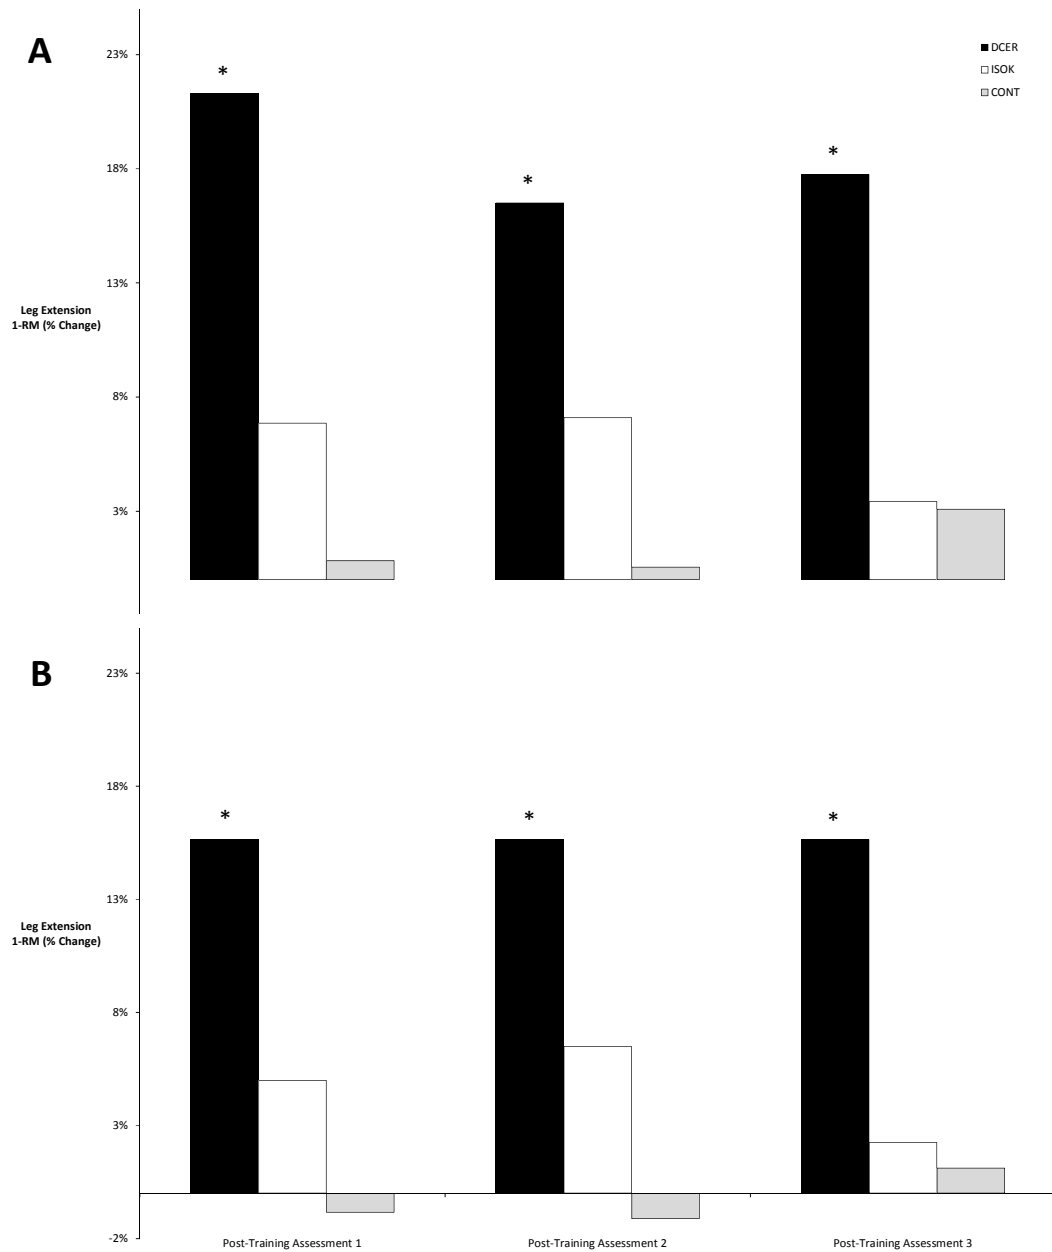 A
23%
*
DCER
ISOK
CONT
*
18%
*
13%
Leg Extension
1-RM (% Change)
8%
3%
B
23%
18%
*
*
*
13%
Leg Extension
1-RM (% Change)
8%
3%
-2%
Post-Training Assessment 1
Post-Training Assessment 2
Post-Training Assessment 3